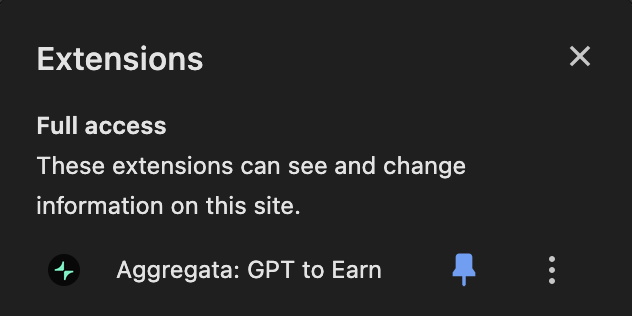 Extensions
Full access
These extensions can see and change
information on this site.
Aggregata: GPT to Earn